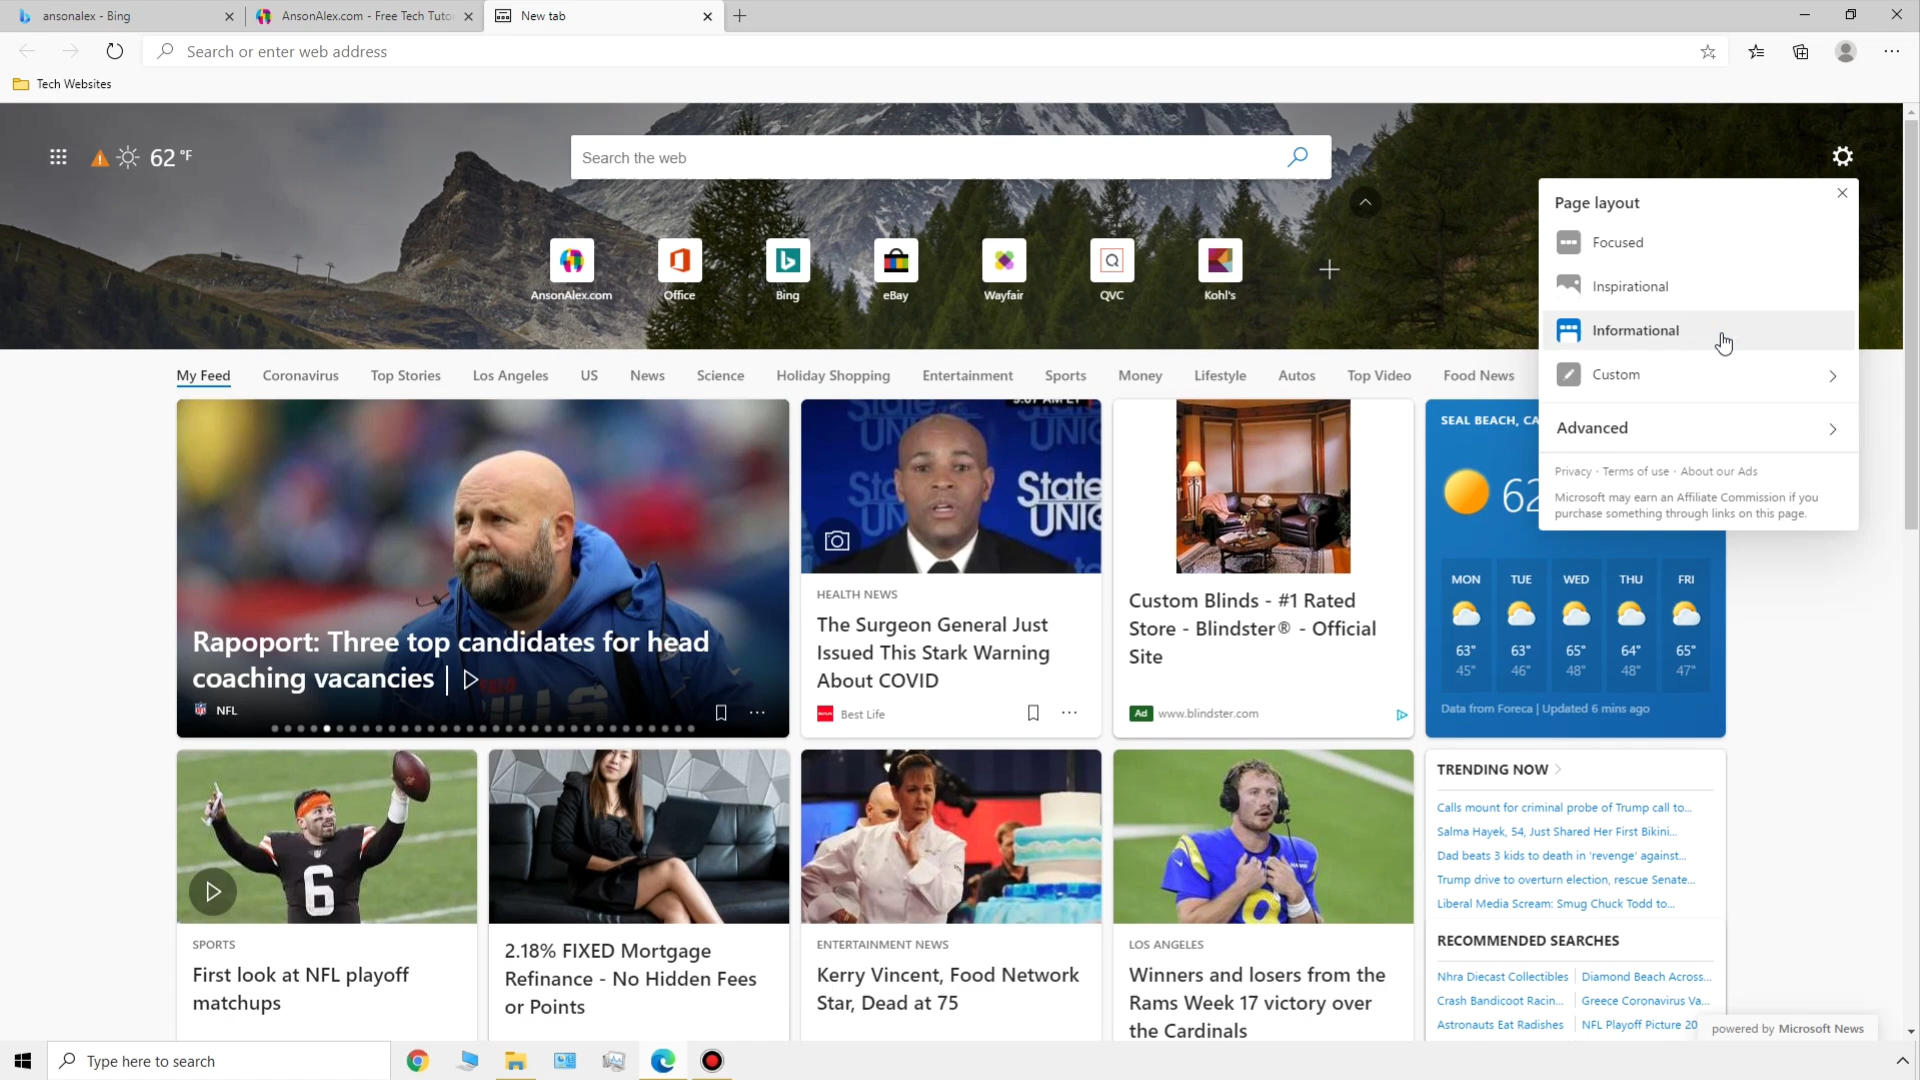 ansonalex - Bing
AnsonAlex.com - Free Tech Tuto
New tab
Search or enter web address
Tech Websites
62 °F
Search the web
AnsonAlex.com
Office
Bing
eBay
Wayfair
QVC
Kohl's
Page layout
Focused
Inspirational
Informational
Custom
Advanced
Privacy · Terms of use · About our Ads
Microsoft may earn an Affiliate Commission if you
purchase something through links on this page.
My Feed
Coronavirus
Top Stories
Los Angeles
US
News
Science
Holiday Shopping
Entertainment
Sports
Money
Lifestyle
Autos
Top Video
Food News
Rapoport: Three top candidates for head
coaching vacancies
NFL
State
UNIO
HEALTH NEWS
The Surgeon General Just
Issued This Stark Warning
About COVID
Best Life
Custom Blinds - #1 Rated
Store - Blindster® - Official
Site
Ad www.blindster.com
SEAL BEACH, CA
62
MON TUE WED THU FRI
63° 63° 65° 64° 65°
45° 46° 48° 48° 47°
Data from Foreca | Updated 6 mins ago
6
SPORTS
First look at NFL playoff
matchups
2.18% FIXED Mortgage
Refinance - No Hidden Fees
or Points
ENTERTAINMENT NEWS
Kerry Vincent, Food Network
Star, Dead at 75
LOS ANGELES
Winners and losers from the
Rams Week 17 victory over
the Cardinals
TRENDING NOW
Calls mount for criminal probe of Trump call to...
Salma Hayek, 54, Just Shared Her First Bikini...
Dad beats 3 kids to death in 'revenge' against...
Trump drive to overturn election, rescue Senate...
Liberal Media Scream: Smug Chuck Todd to...
RECOMMENDED SEARCHES
Nhra Diecast Collectibles
Diamond Beach Across...
Crash Bandicoot Racin...
Greece Coronavirus Va...
Astronauts Eat Radishes
NFL Playoff Picture 20
powered by Microsoft News
Type here to search